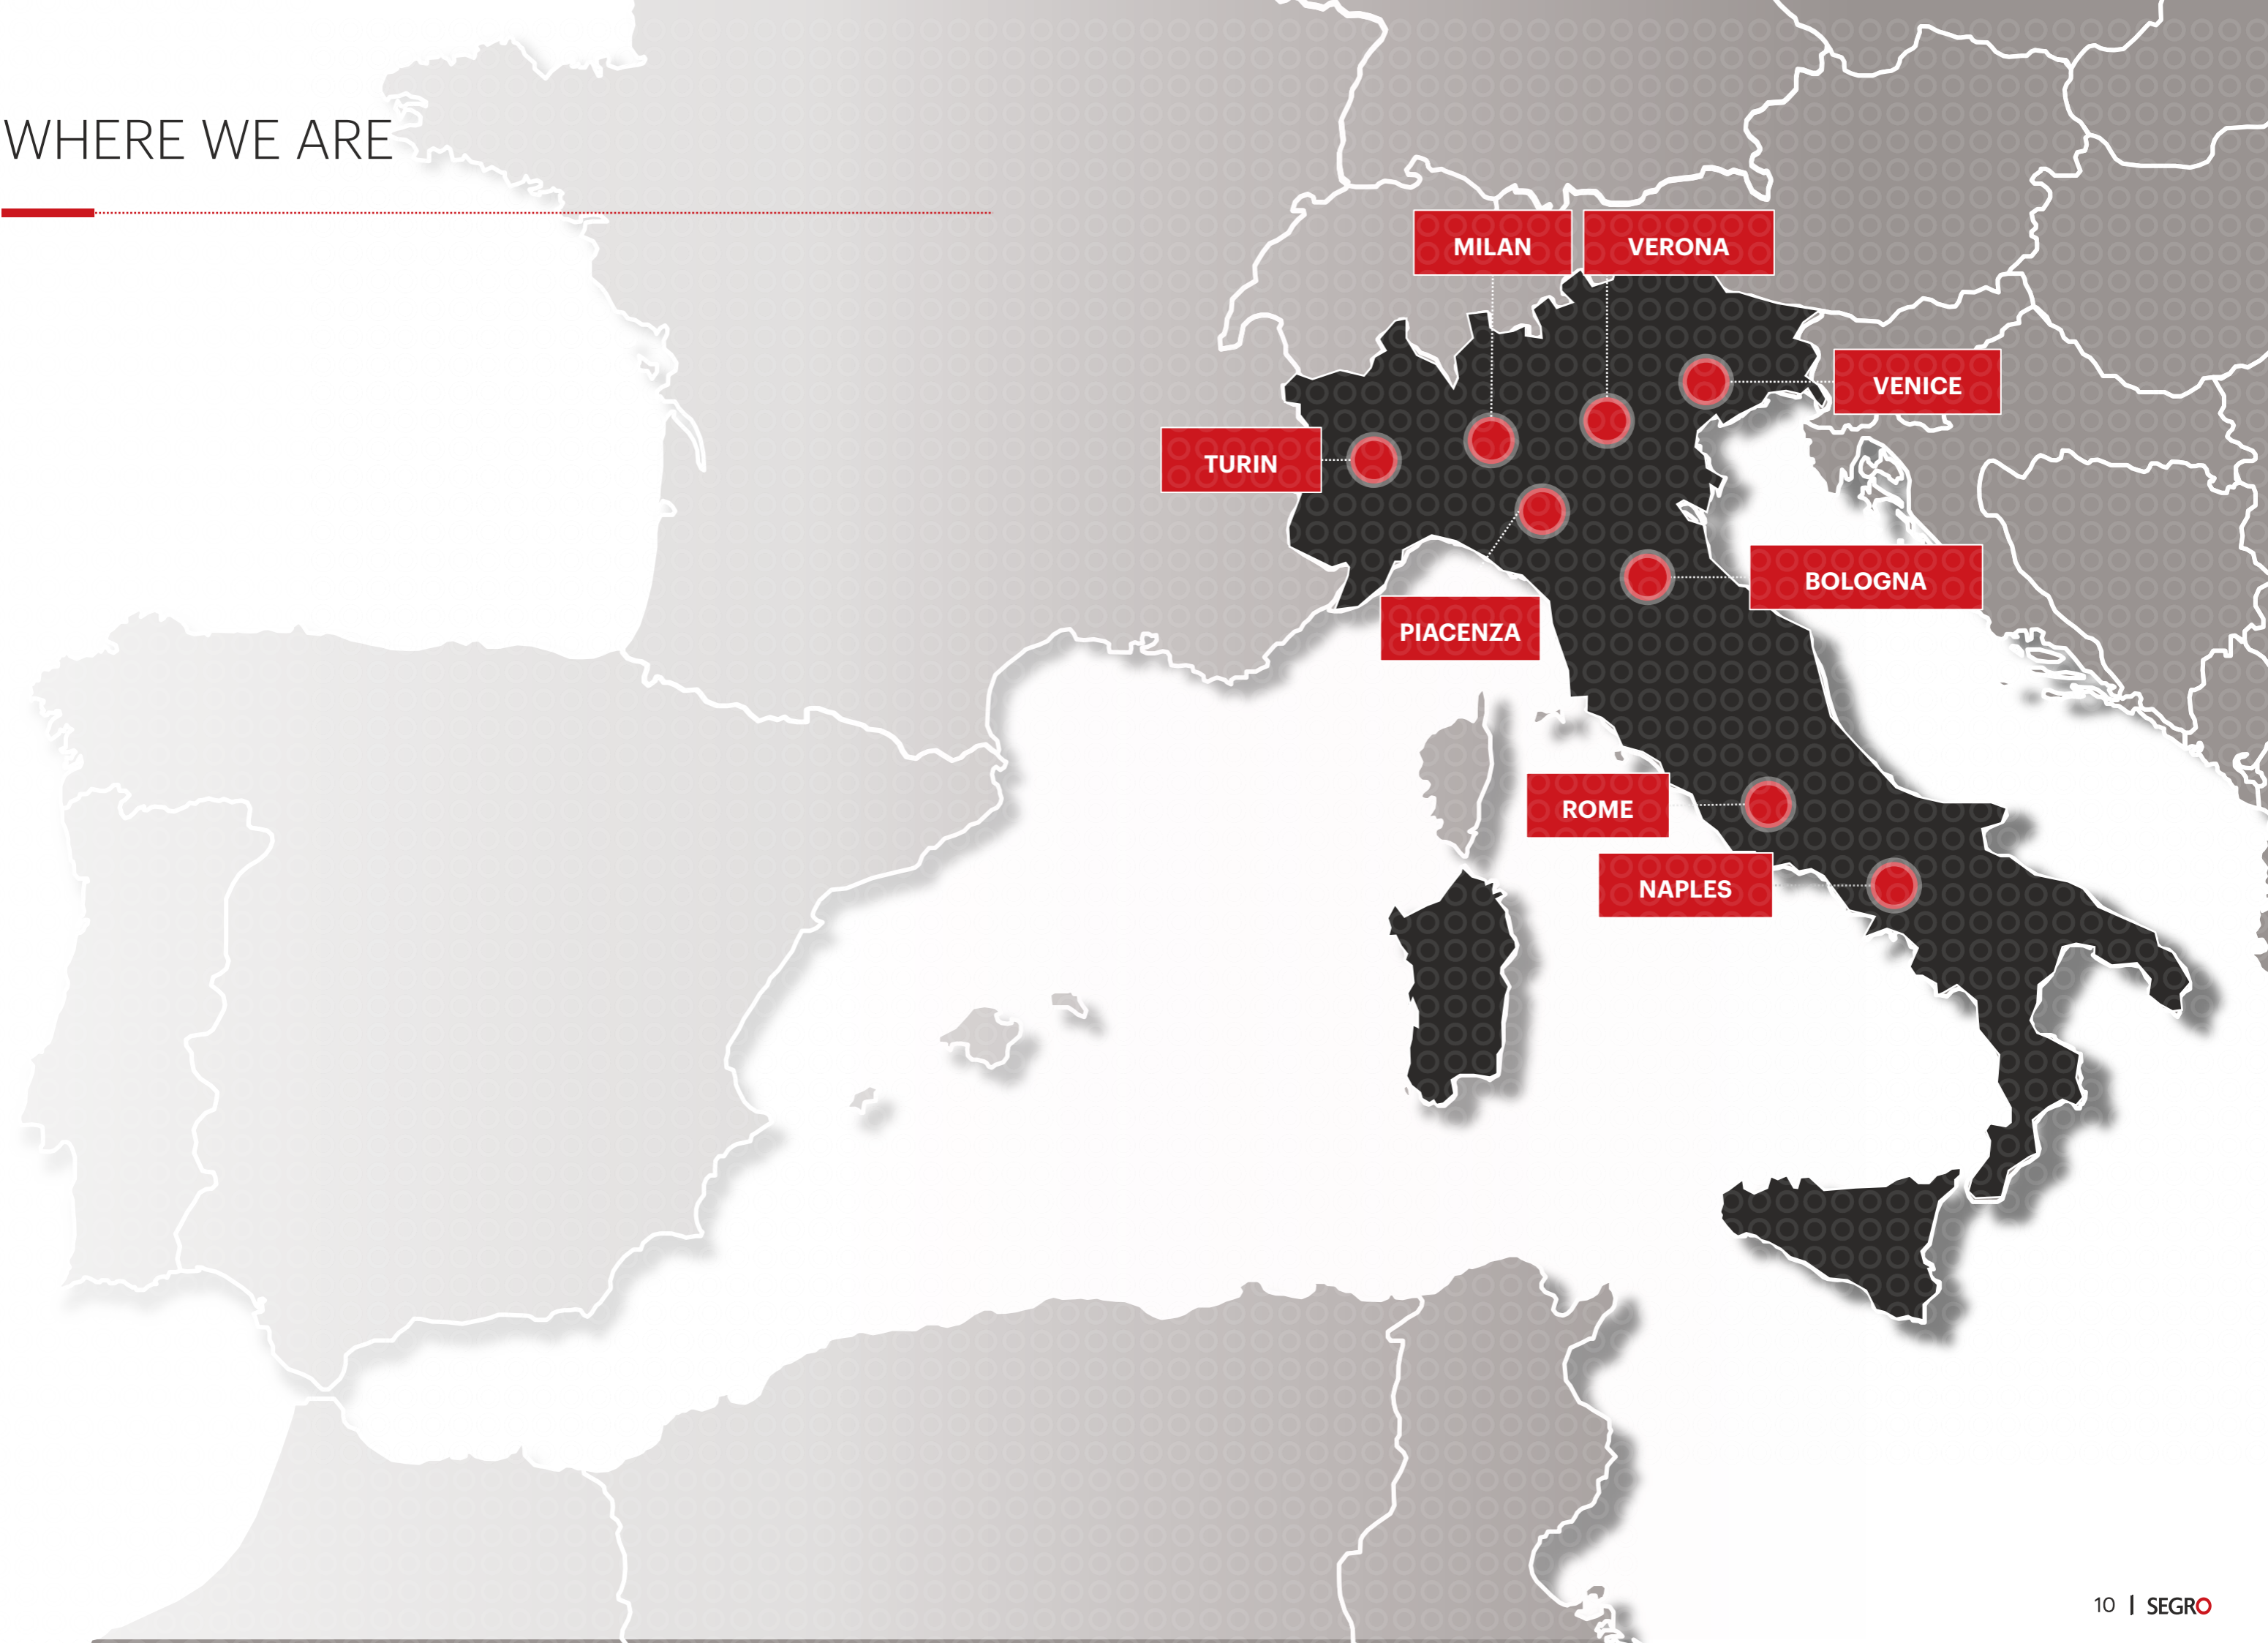 WHERE WE ARE
MILAN
VERONA
VENICE
TURIN
BOLOGNA
PIACENZA
ROME
NAPLES
10 | SEGRO